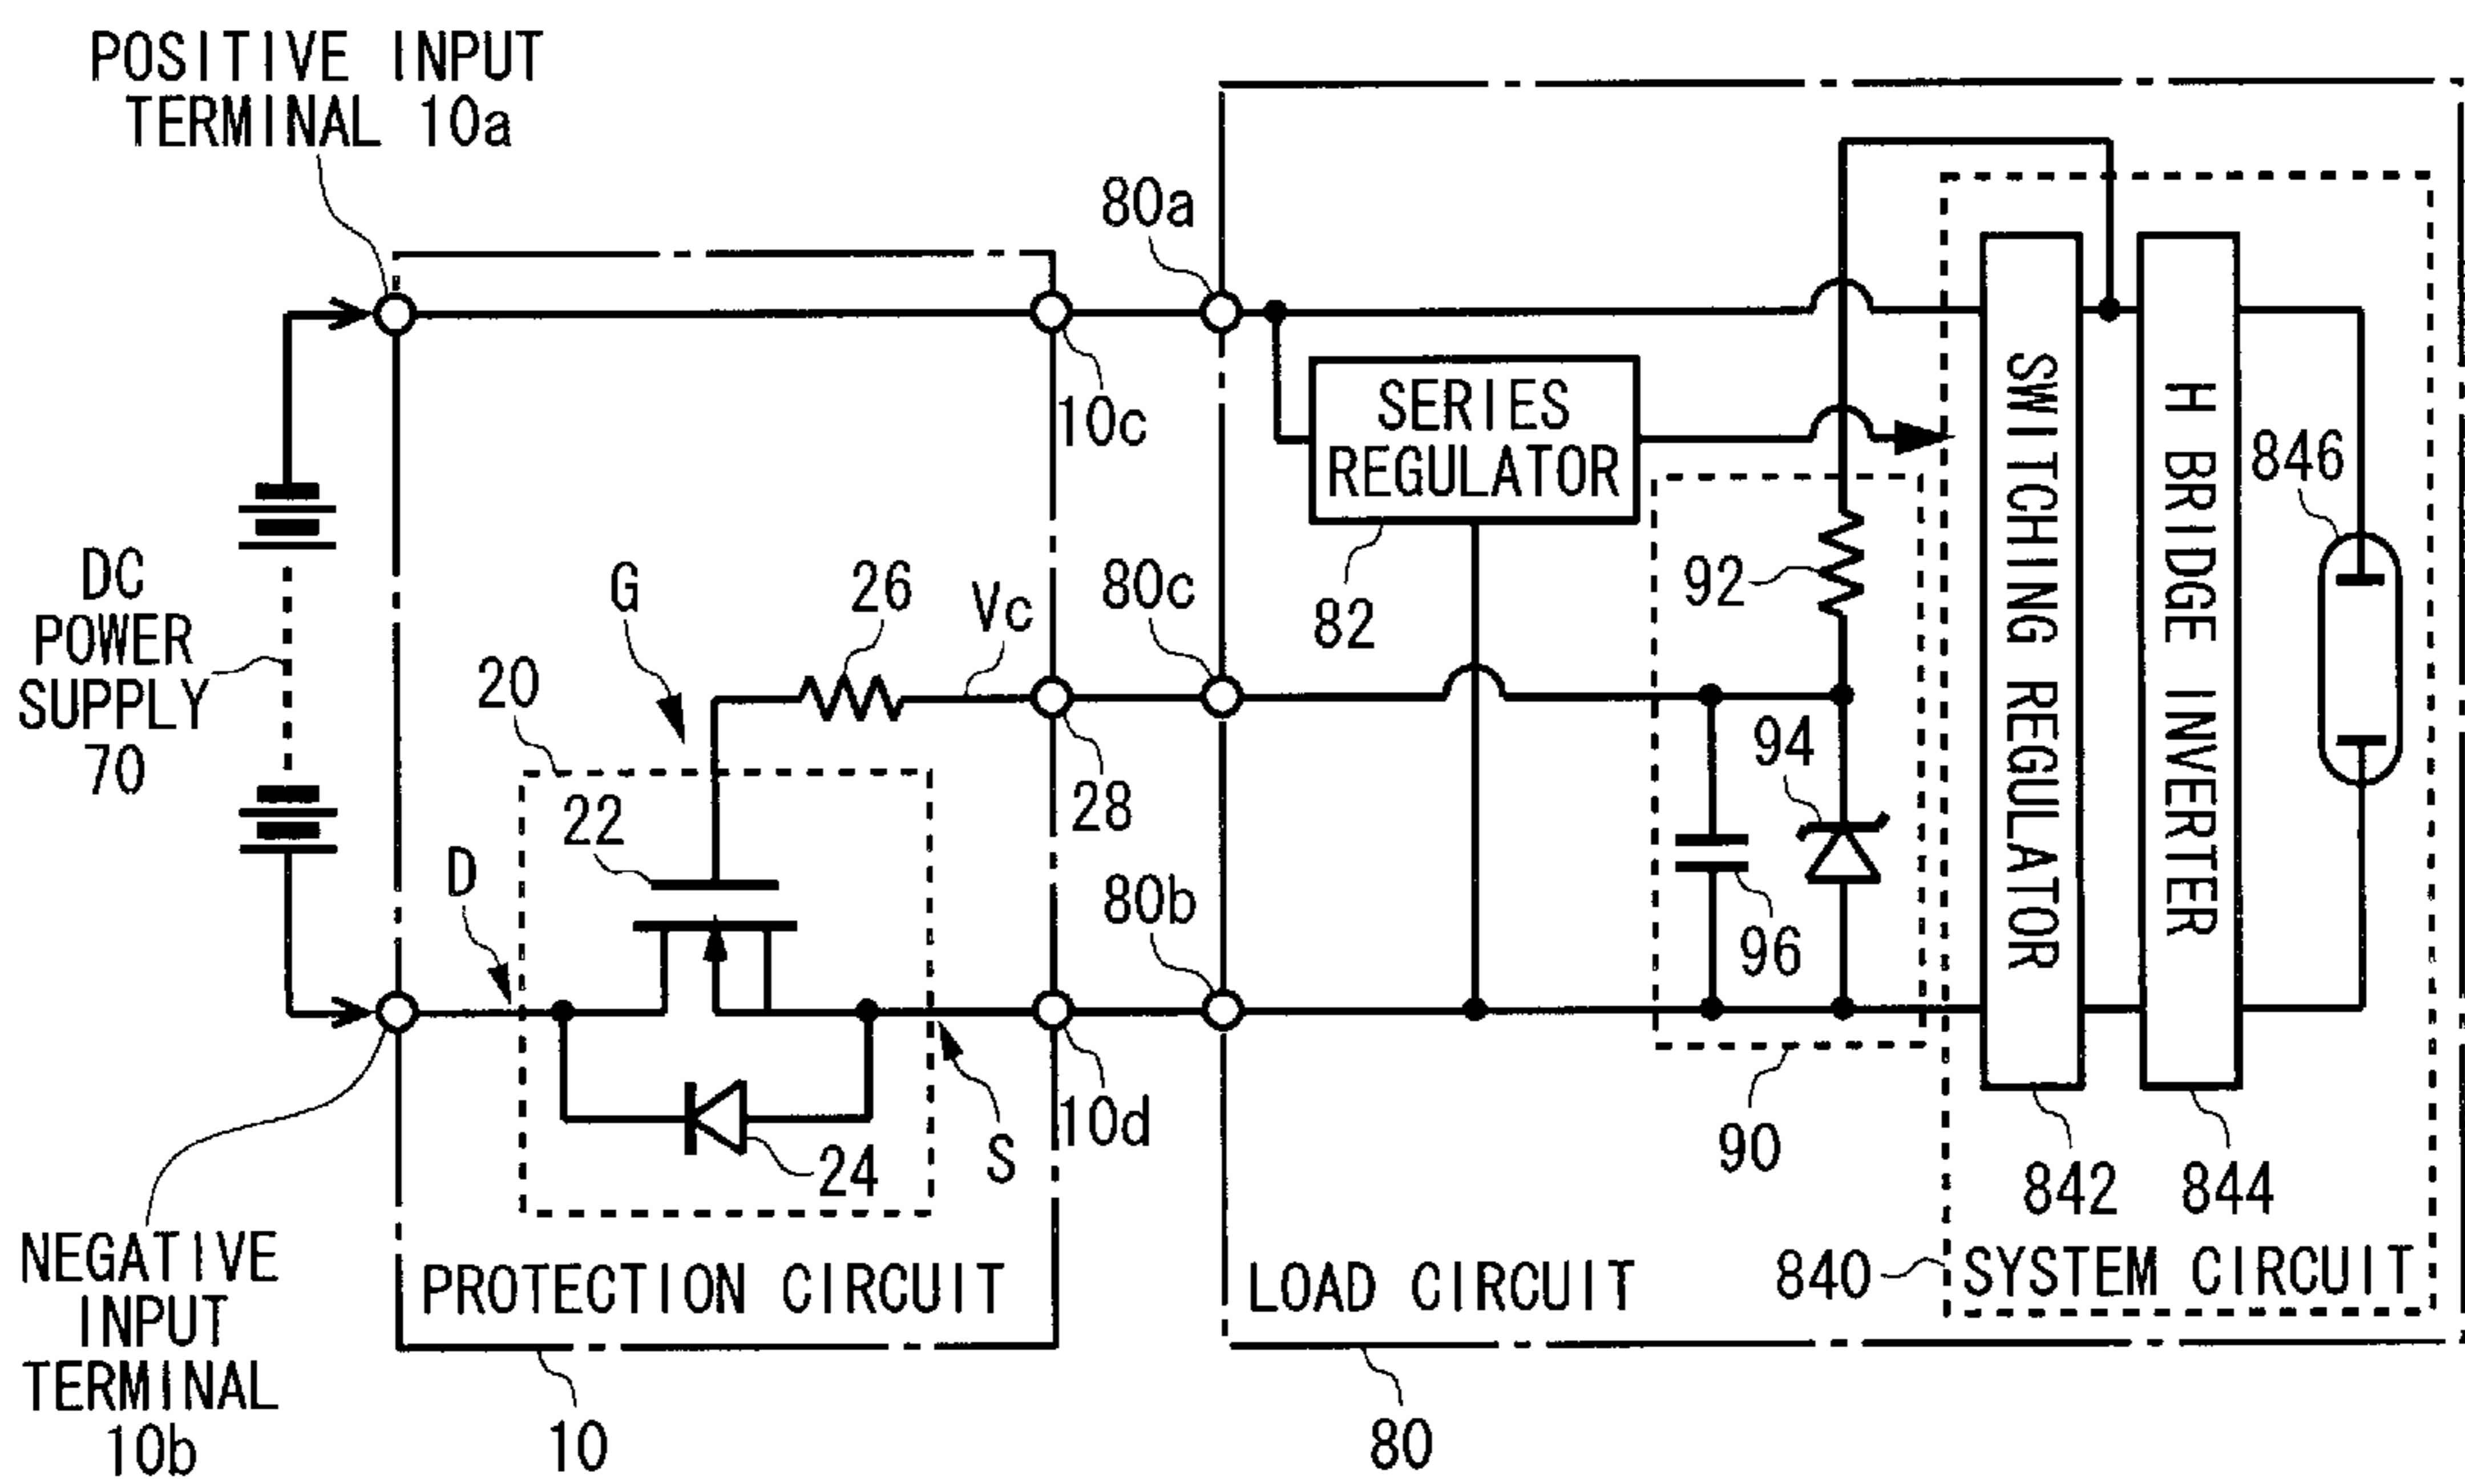 POSITIVE INPUT
TERMINAL 10a
80a
10c
SERIES
REGULATOR
82
SWITCHING REGULATOR
H BRIDGE INVERTER
846
DC
POWER
SUPPLY
70
G
26
Vc
80c
92
20
22
28
94
D
80b
96
24
S
10d
90
842
844
NEGATIVE
INPUT
TERMINAL
10b
PROTECTION CIRCUIT
LOAD CIRCUIT
840
SYSTEM CIRCUIT
10
80